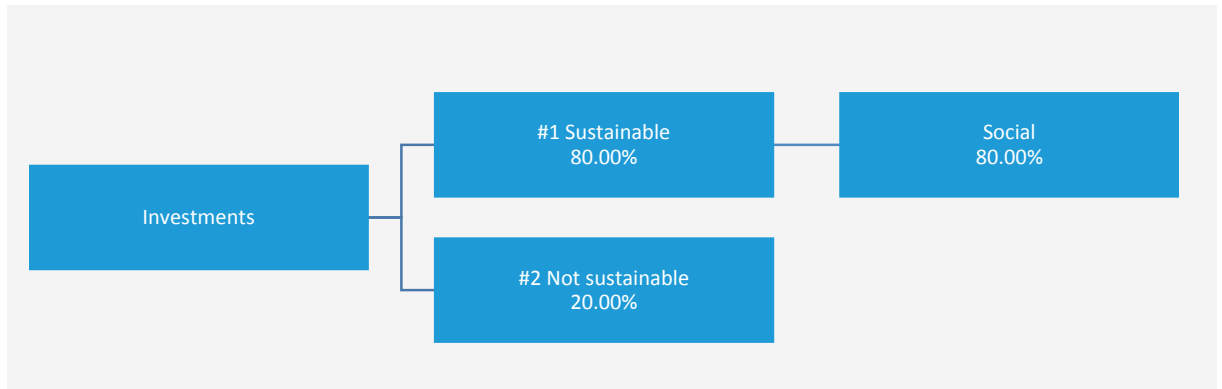 #1 Sustainable
80.00%
Social
80.00%
Investments
#2 Not sustainable
20.00%